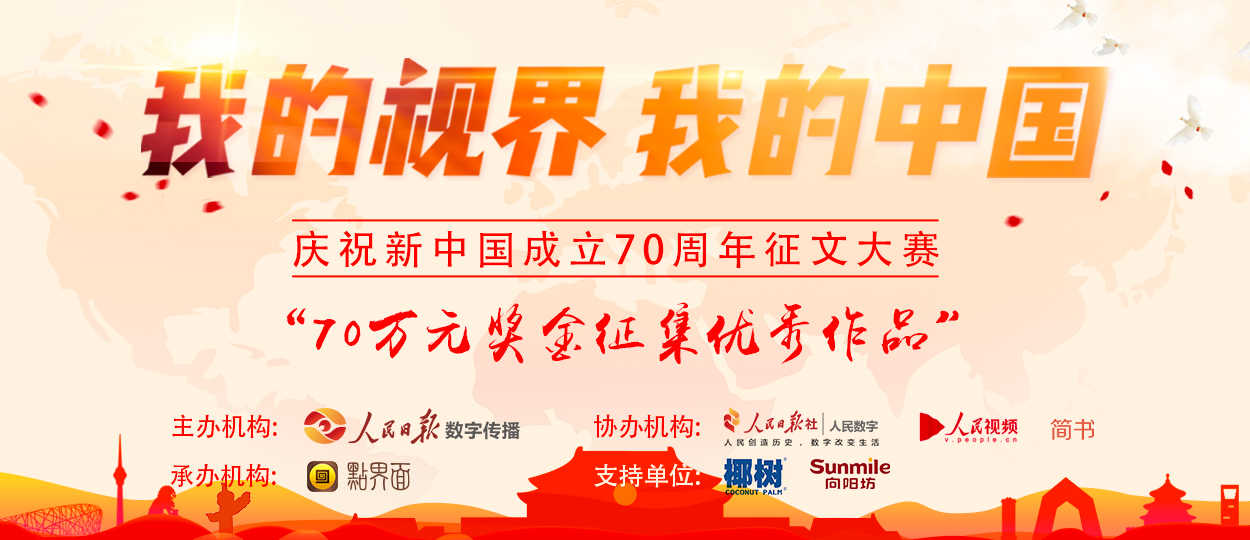 我的视界 我的中国
庆祝新中国成立70周年征文大赛
“70万元奖金征集优秀作品”
主办机构: 人民日报 数字传播
协办机构: 人民日报社 人民数字
人民创造历史,数字改变生活
人民视频
v.people.cn
简书
承办机构: 點界面
支持单位: 椰树
COCONUT PALM
Sunmile
向阳坊